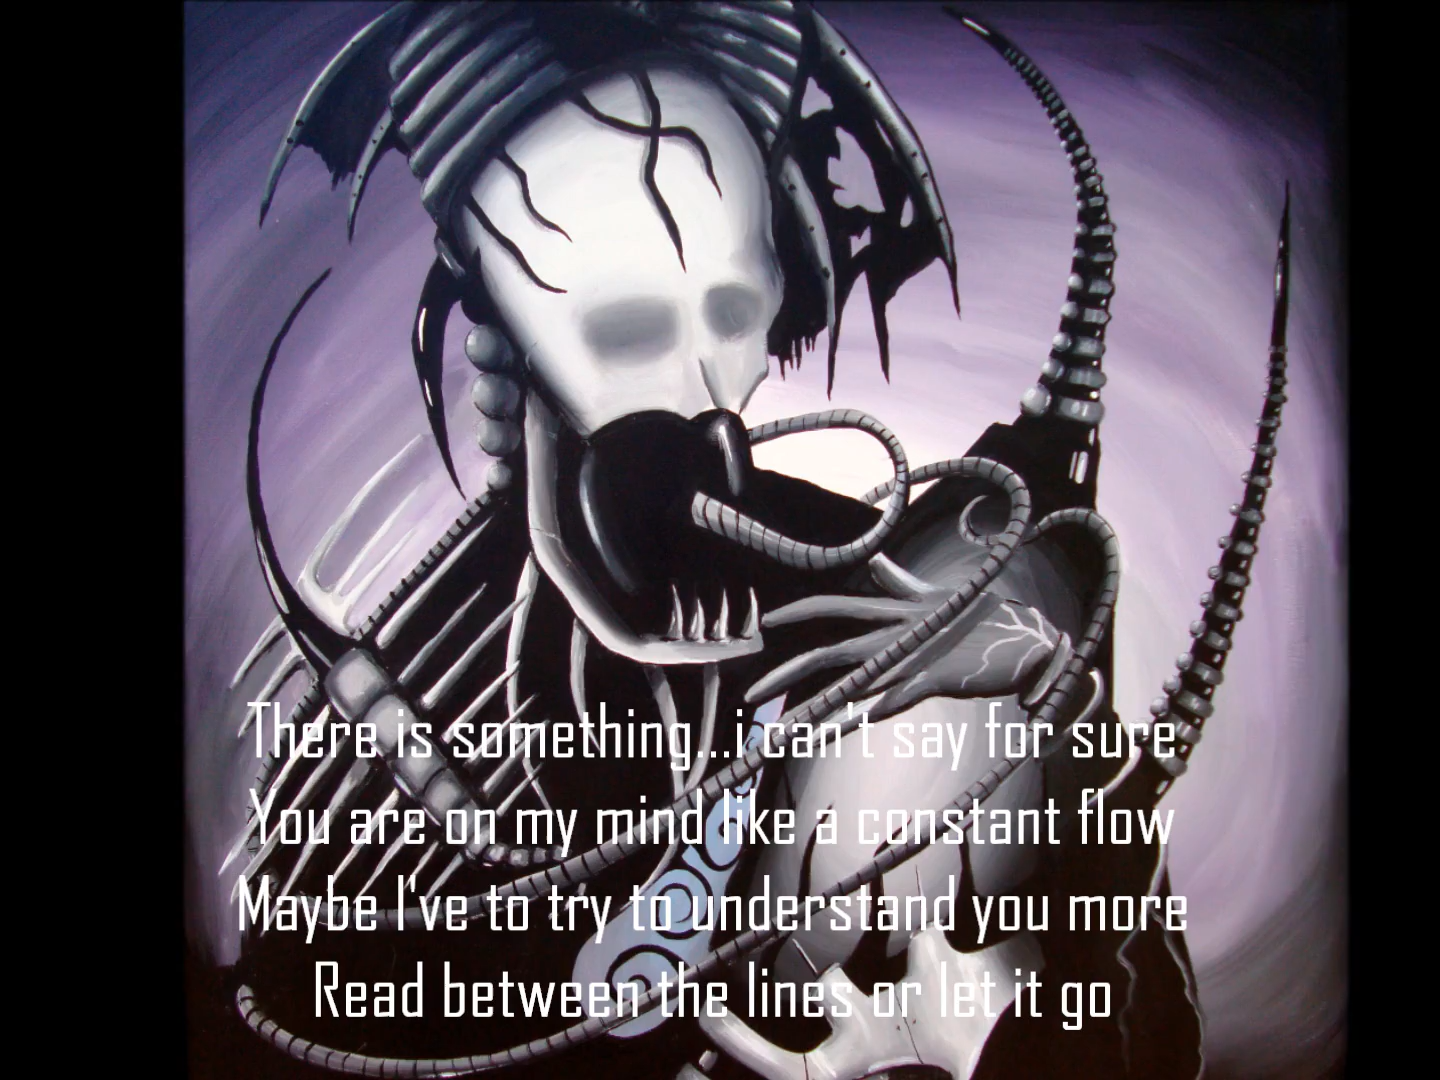 There is something...i can't say for sure
You are on my mind like a constant flow
Maybe I've to try to understand you more
Read between the lines or let it go